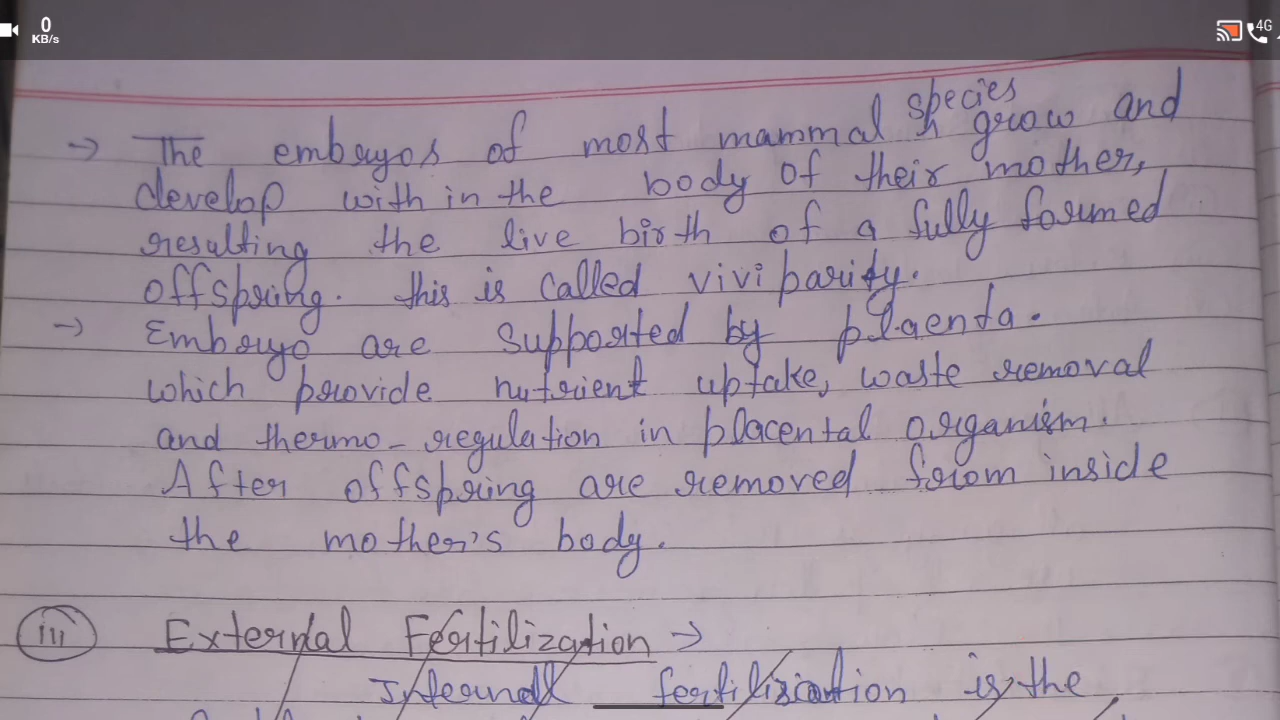 0
KB/s
4G
→ The embryos of most mammal species grow and
develop with in the body of their mother,
resulting the live birth of a fully formed
offspring. this is called viviparity.
→ Embryo are supported by plaenta.
which provide nutrient uptake, waste removal
and thermo-regulation in placental organism.
After offspring are removed from inside
the mother's body.
iii External Fertilization →
Internal fertilization is the